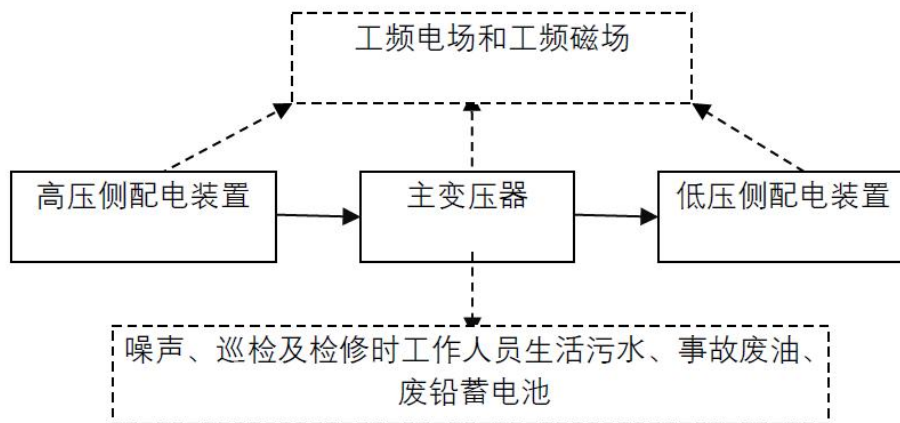 工频电场和工频磁场
高压侧配电装置
主变压器
低压侧配电装置
噪声、巡检及检修时工作人员生活污水、事故废油、
废铅蓄电池